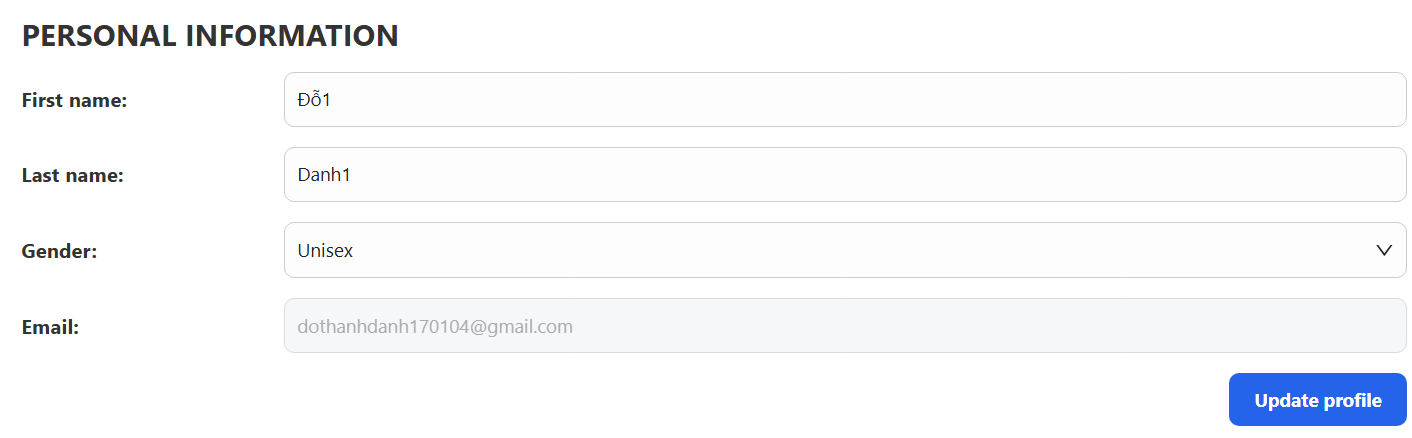 PERSONAL INFORMATION
First name: Đỗ1
Last name: Danh1
Gender: Unisex
Email: dothanhdanh170104@gmail.com
Update profile